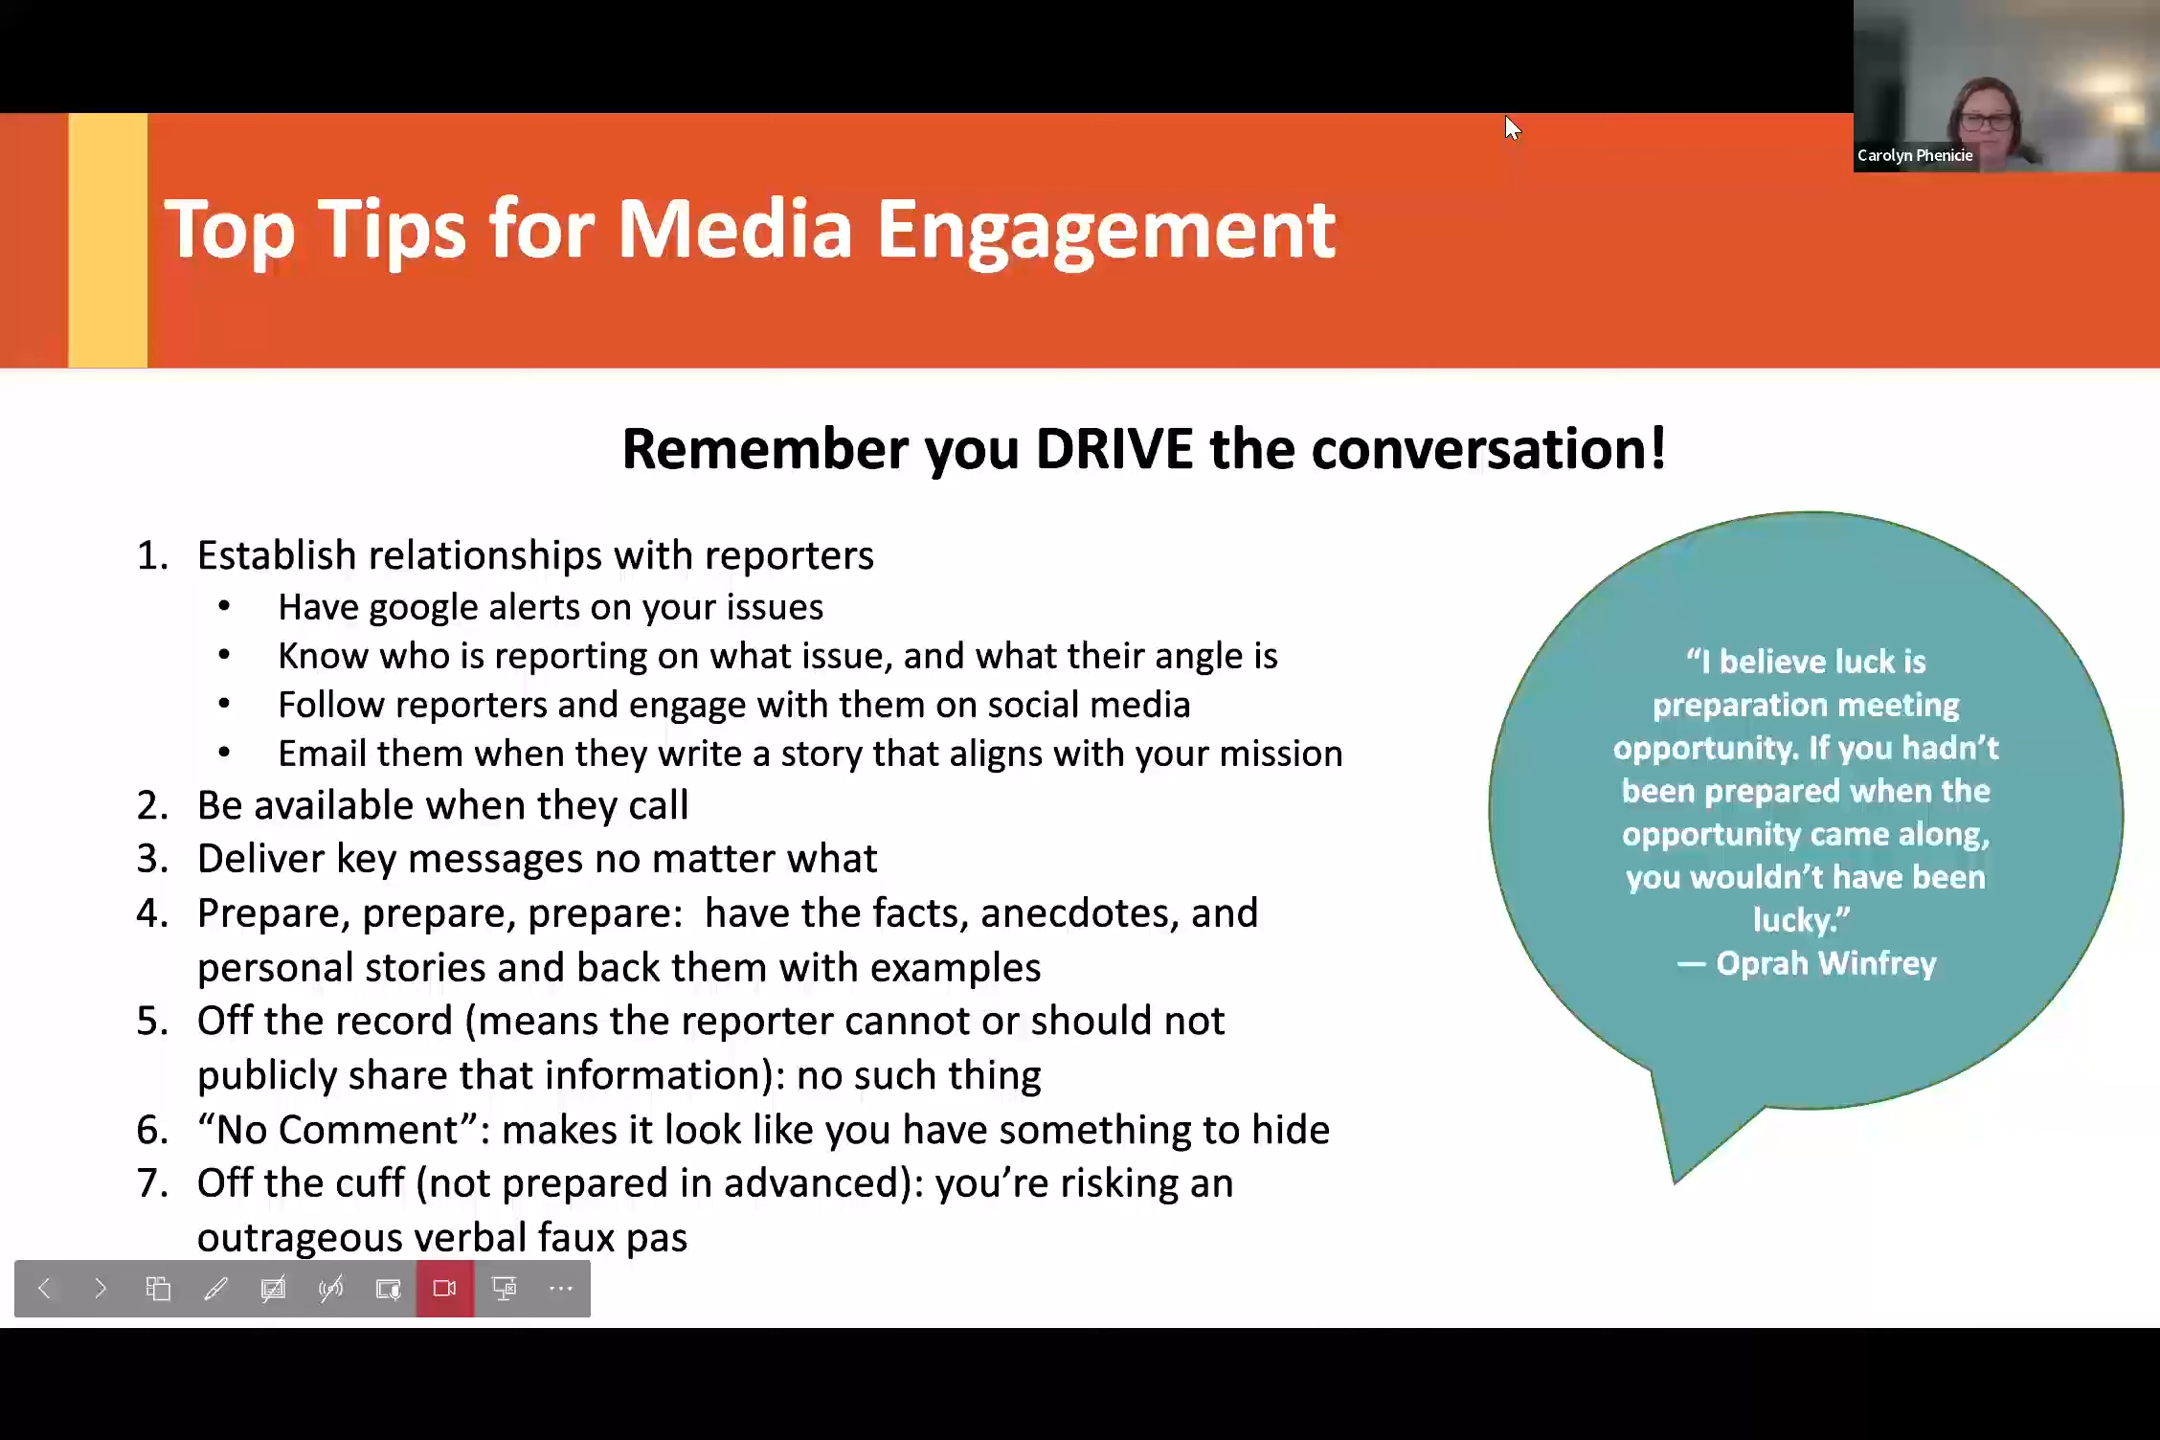 Carolyn Phenicie
Top Tips for Media Engagement
Remember you DRIVE the conversation!
1. Establish relationships with reporters
• Have google alerts on your issues
• Know who is reporting on what issue, and what their angle is
• Follow reporters and engage with them on social media
• Email them when they write a story that aligns with your mission
2. Be available when they call
3. Deliver key messages no matter what
4. Prepare, prepare, prepare:  have the facts, anecdotes, and
personal stories and back them with examples
5. Off the record (means the reporter cannot or should not
publicly share that information): no such thing
6. “No Comment”: makes it look like you have something to hide
7. Off the cuff (not prepared in advanced): you’re risking an
outrageous verbal faux pas
“I believe luck is
preparation meeting
opportunity. If you hadn’t
been prepared when the
opportunity came along,
you wouldn’t have been
lucky.”
— Oprah Winfrey